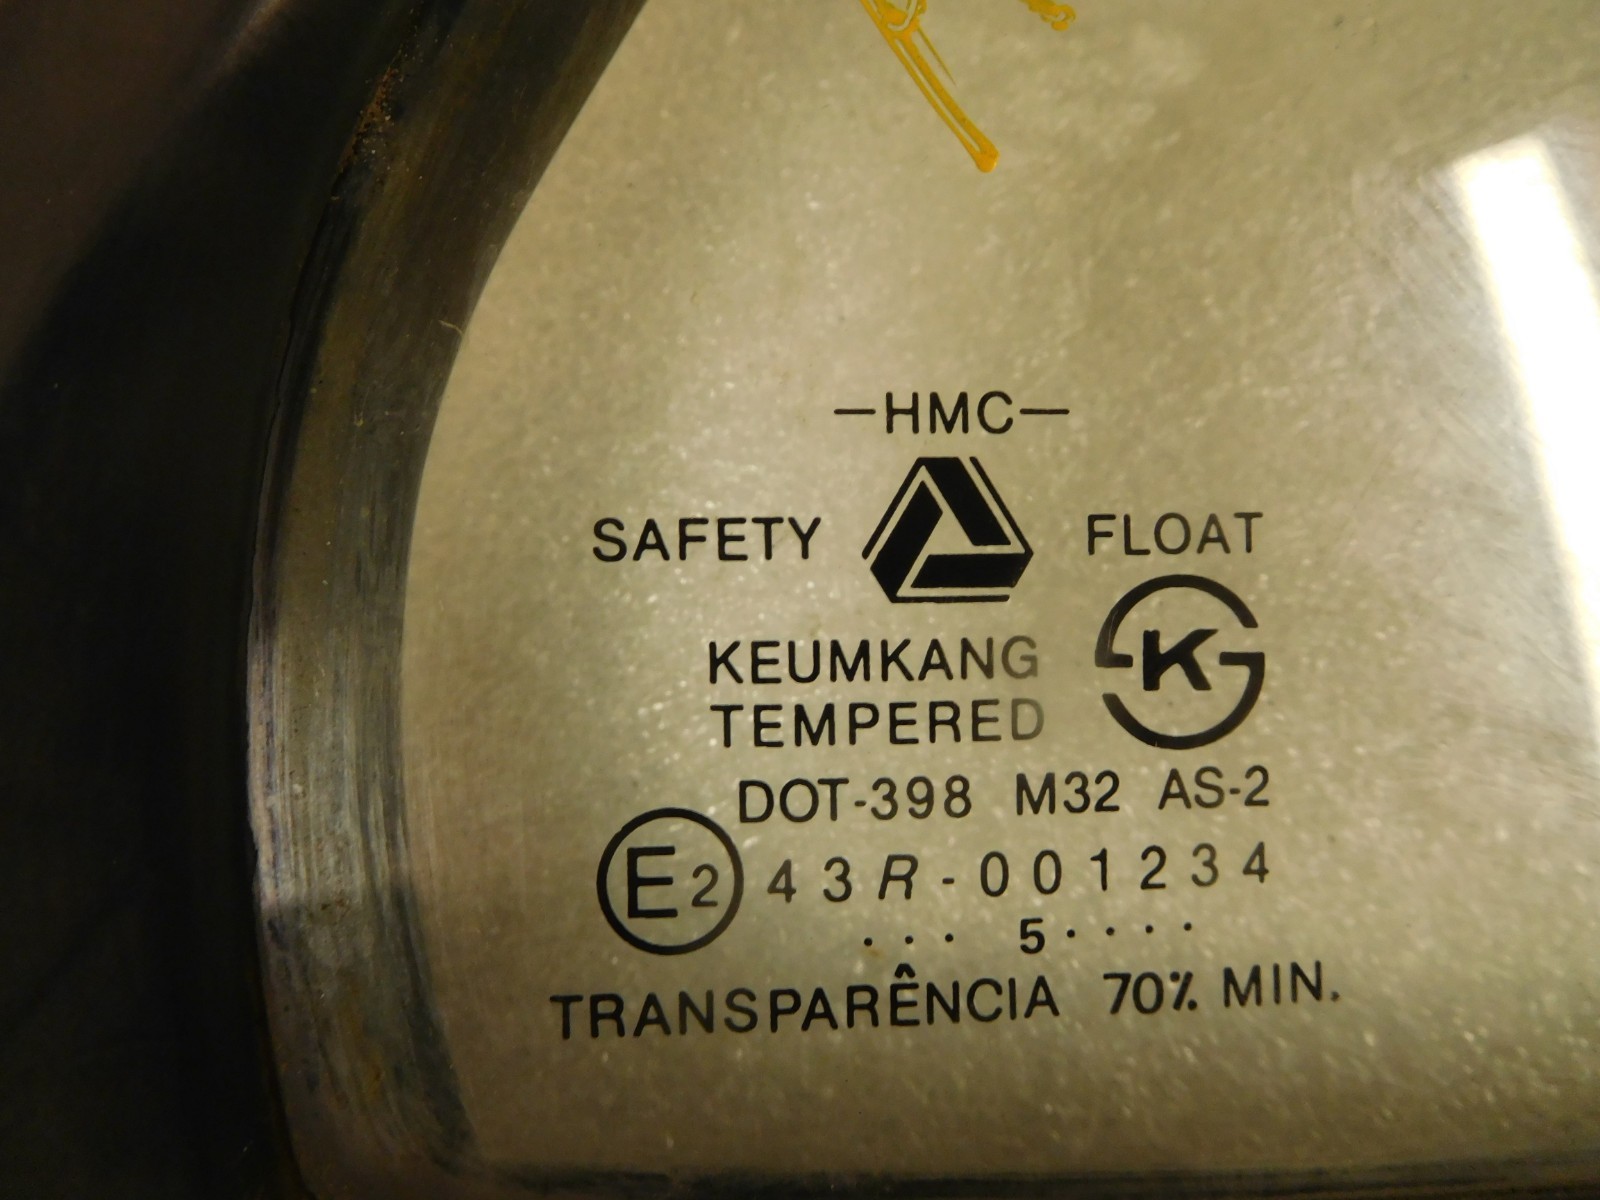 —HMC—
SAFETY FLOAT
K
KEUMKANG
TEMPERED
DOT-398 M32 AS-2
E2 43R-001234
. . . 5 . . . .
TRANSPARÊNCIA 70% MIN.